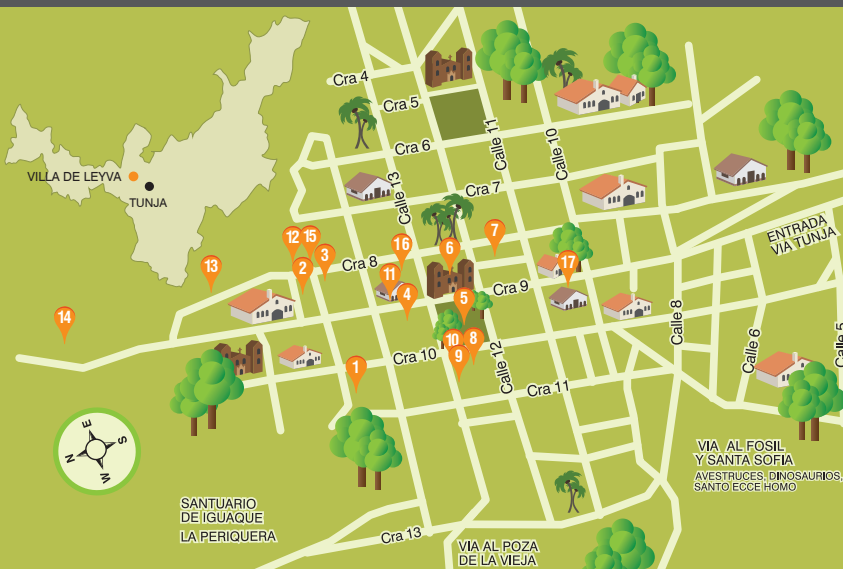 Cra 4
Cra 5
Calle 11
Cra 6
Calle 10
VILLA DE LEYVA
TUNJA
Calle 13
Cra 7
ENTRADA
VIA TUNJA
12
15
16
6
7
3
Cra 8
13
2
11
17
14
4
5
Cra 9
Calle 8
Calle 6
Calle 5
10
8
9
1
Cra 10
Calle 12
Cra 11
E
S
N
W
VIA AL FOSIL
Y SANTA SOFIA
AVESTRUCES, DINOSAURIOS,
SANTO ECCE HOMO
SANTUARIO
DE IGUAQUE
LA PERIQUERA
Cra 13
VIA AL POZA
DE LA VIEJA